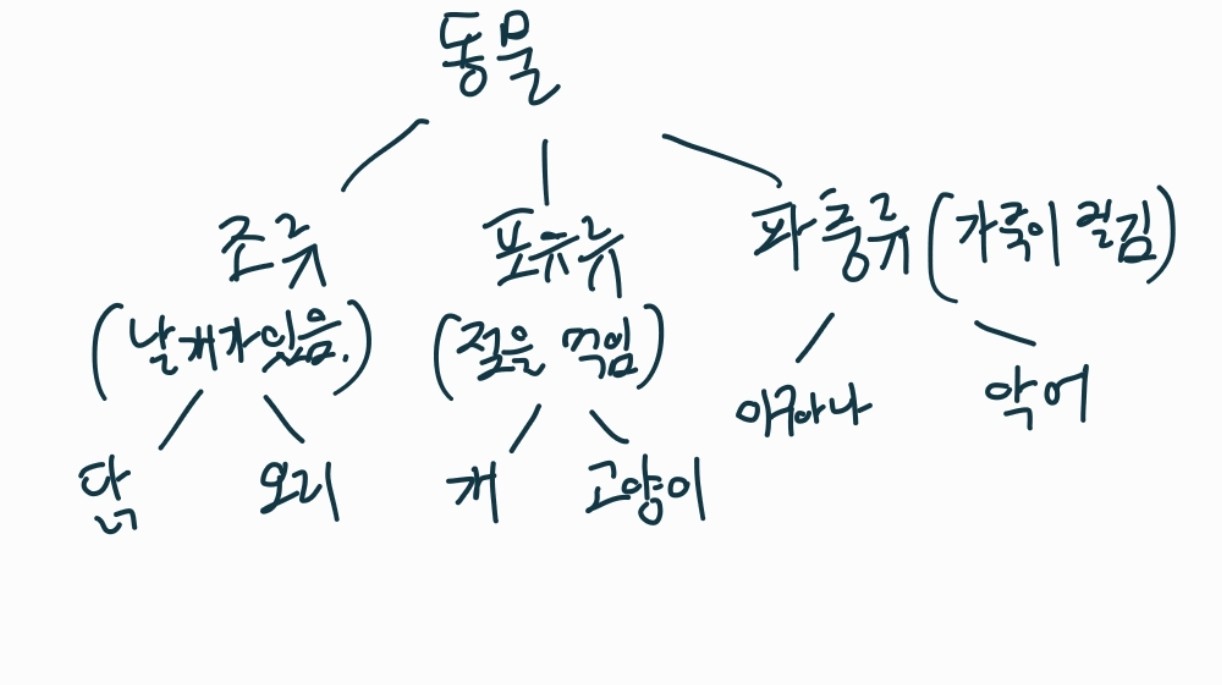 동물
조류
포유류
파충류 (가죽이 질김)
(날개가있음.)
(젖을 먹임)
이구아나
악어
닭
오리
개
고양이